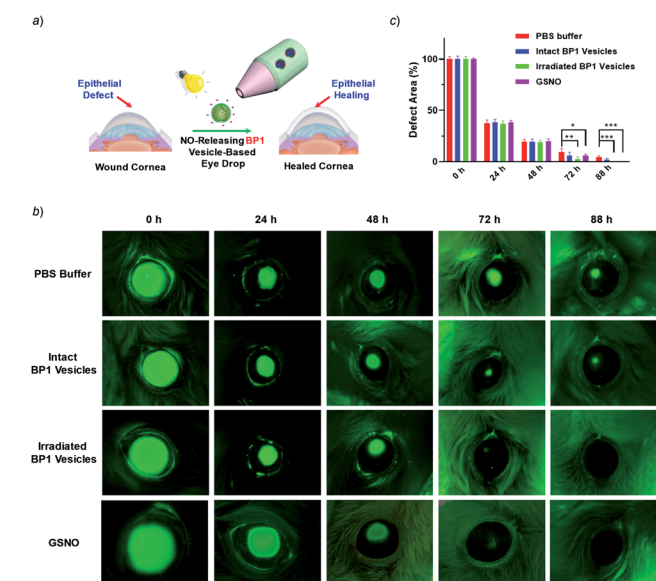 a)
Epithelial
Defect
Epithelial
Healing
NO-Releasing BP1
Vesicle-Based
Eye Drop
Wound Cornea
Healed Cornea
c)
PBS buffer
Intact BP1 Vesicles
Irradiated BP1 Vesicles
GSNO
Defect Area (%)
100
50
0
*
**
***
***
0 h
24 h
48 h
72 h
88 h
b)
0 h 24 h 48 h 72 h 88 h
PBS Buffer
Intact
BP1 Vesicles
Irradiated
BP1 Vesicles
GSNO